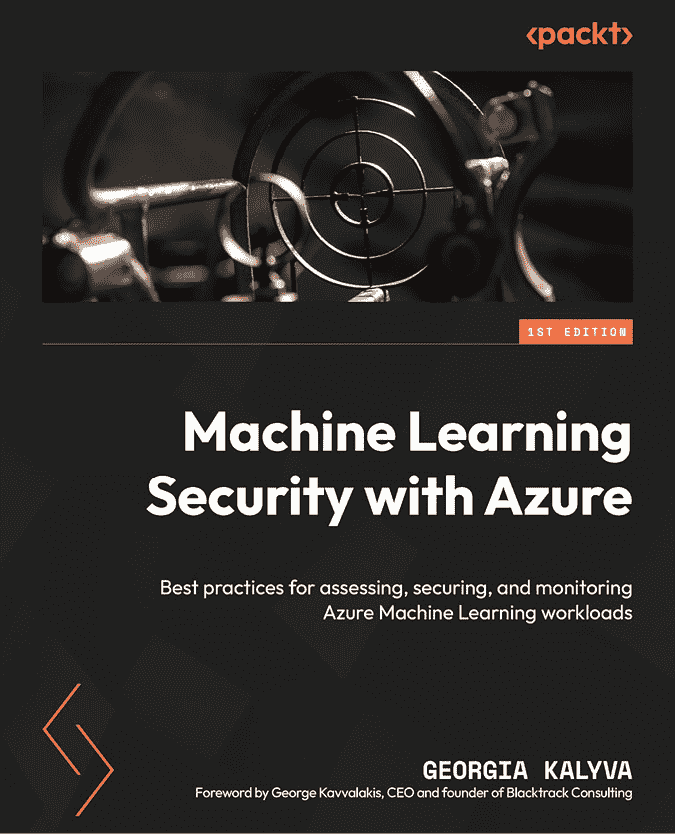 <packt>
1ST EDITION
Machine Learning
Security with Azure
Best practices for assessing, securing, and monitoring
Azure Machine Learning workloads
GEORGIA KALYVA
Foreword by George Kavvalakis, CEO and founder of Blacktrack Consulting